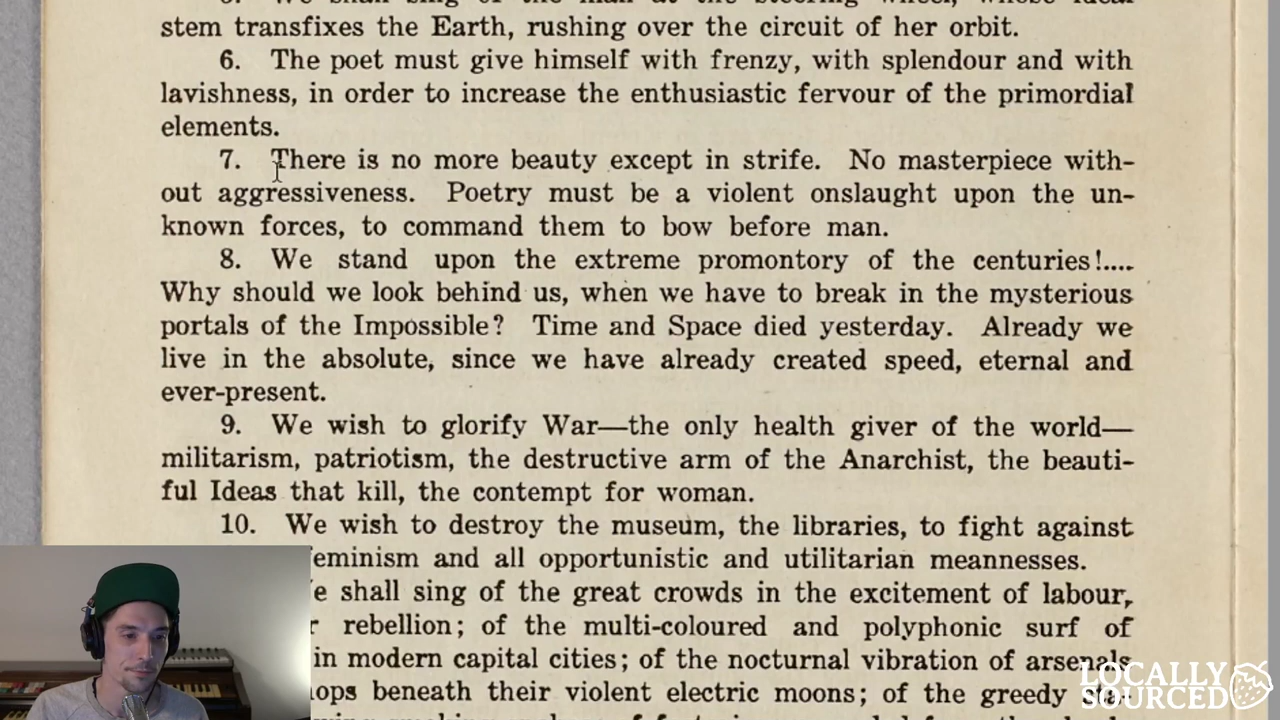 stem transfixes the Earth, rushing over the circuit of her orbit.
6. The poet must give himself with frenzy, with splendour and with
lavishness, in order to increase the enthusiastic fervour of the primordial
elements.
7. There is no more beauty except in strife. No masterpiece with-
out aggressiveness. Poetry must be a violent onslaught upon the un-
known forces, to command them to bow before man.
8. We stand upon the extreme promontory of the centuries!....
Why should we look behind us, when we have to break in the mysterious
portals of the Impossible? Time and Space died yesterday. Already we
live in the absolute, since we have already created speed, eternal and
ever-present.
9. We wish to glorify War—the only health giver of the world—
militarism, patriotism, the destructive arm of the Anarchist, the beauti-
ful Ideas that kill, the contempt for woman.
10. We wish to destroy the museum, the libraries, to fight against
feminism and all opportunistic and utilitarian meannesses.
shall sing of the great crowds in the excitement of labour,
rebellion; of the multi-coloured and polyphonic surf of
in modern capital cities; of the nocturnal vibration of arsenals
beneath their violent electric moons; of the greedy
LOCALLY
SOURCED